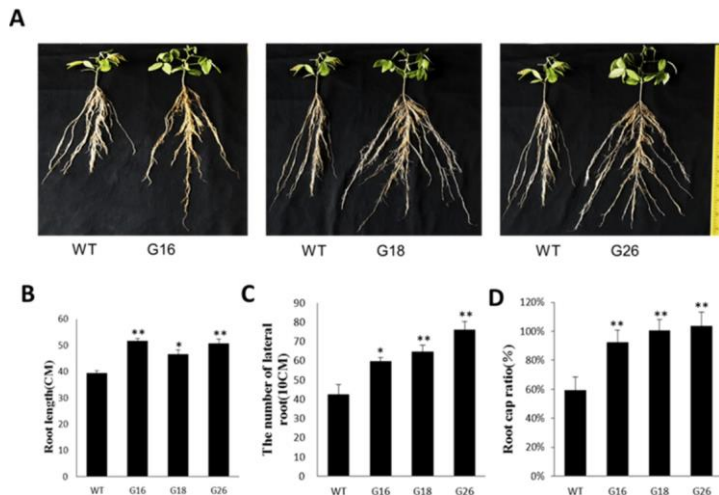 A
WT G16
WT G18
WT G26
B
Root length(CM)
60
50
40
30
20
10
0
** * **
WT G16 G18 G26
C
The number of lateral
root(10CM)
90
80
70
60
50
40
30
20
10
0
* ** **
WT G16 G18 G26
D
Root cap ratio(%)
120%
100%
80%
60%
40%
20%
0%
** ** **
WT G16 G18 G26